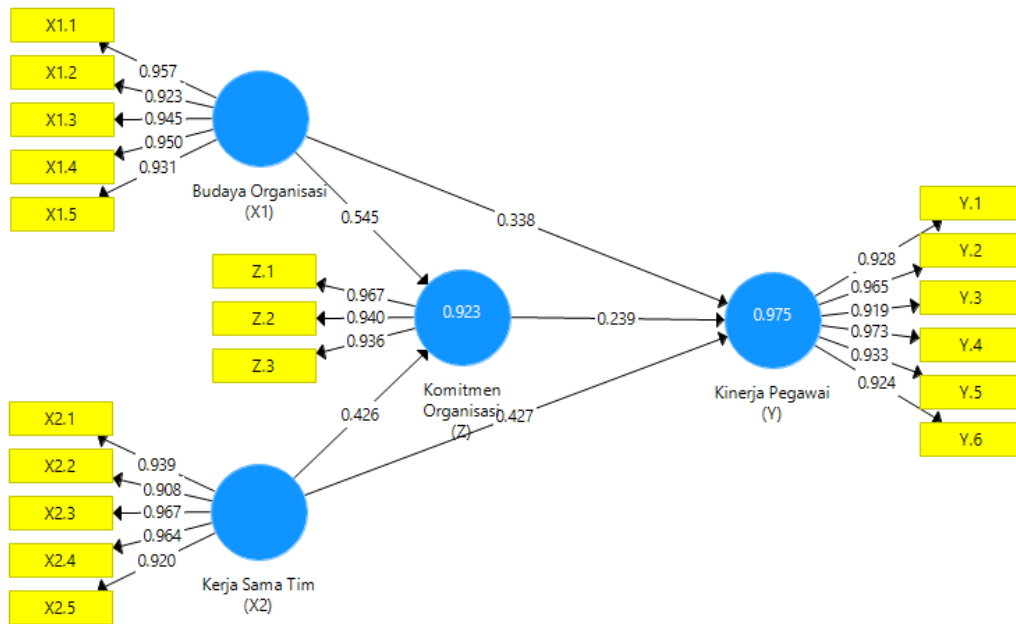 X1.1
X1.2
X1.3
X1.4
X1.5
0.957
0.923
0.945
0.950
0.931
Budaya Organisasi
(X1)
0.545
0.338
Z.1
Z.2
Z.3
0.967
0.940
0.936
0.923
Komitmen
Organisasi
(Z)
0.239
0.426
0.427
X2.1
X2.2
X2.3
X2.4
X2.5
0.939
0.908
0.967
0.964
0.920
Kerja Sama Tim
(X2)
0.975
Kinerja Pegawai
(Y)
0.928
0.965
0.919
0.973
0.933
0.924
Y.1
Y.2
Y.3
Y.4
Y.5
Y.6